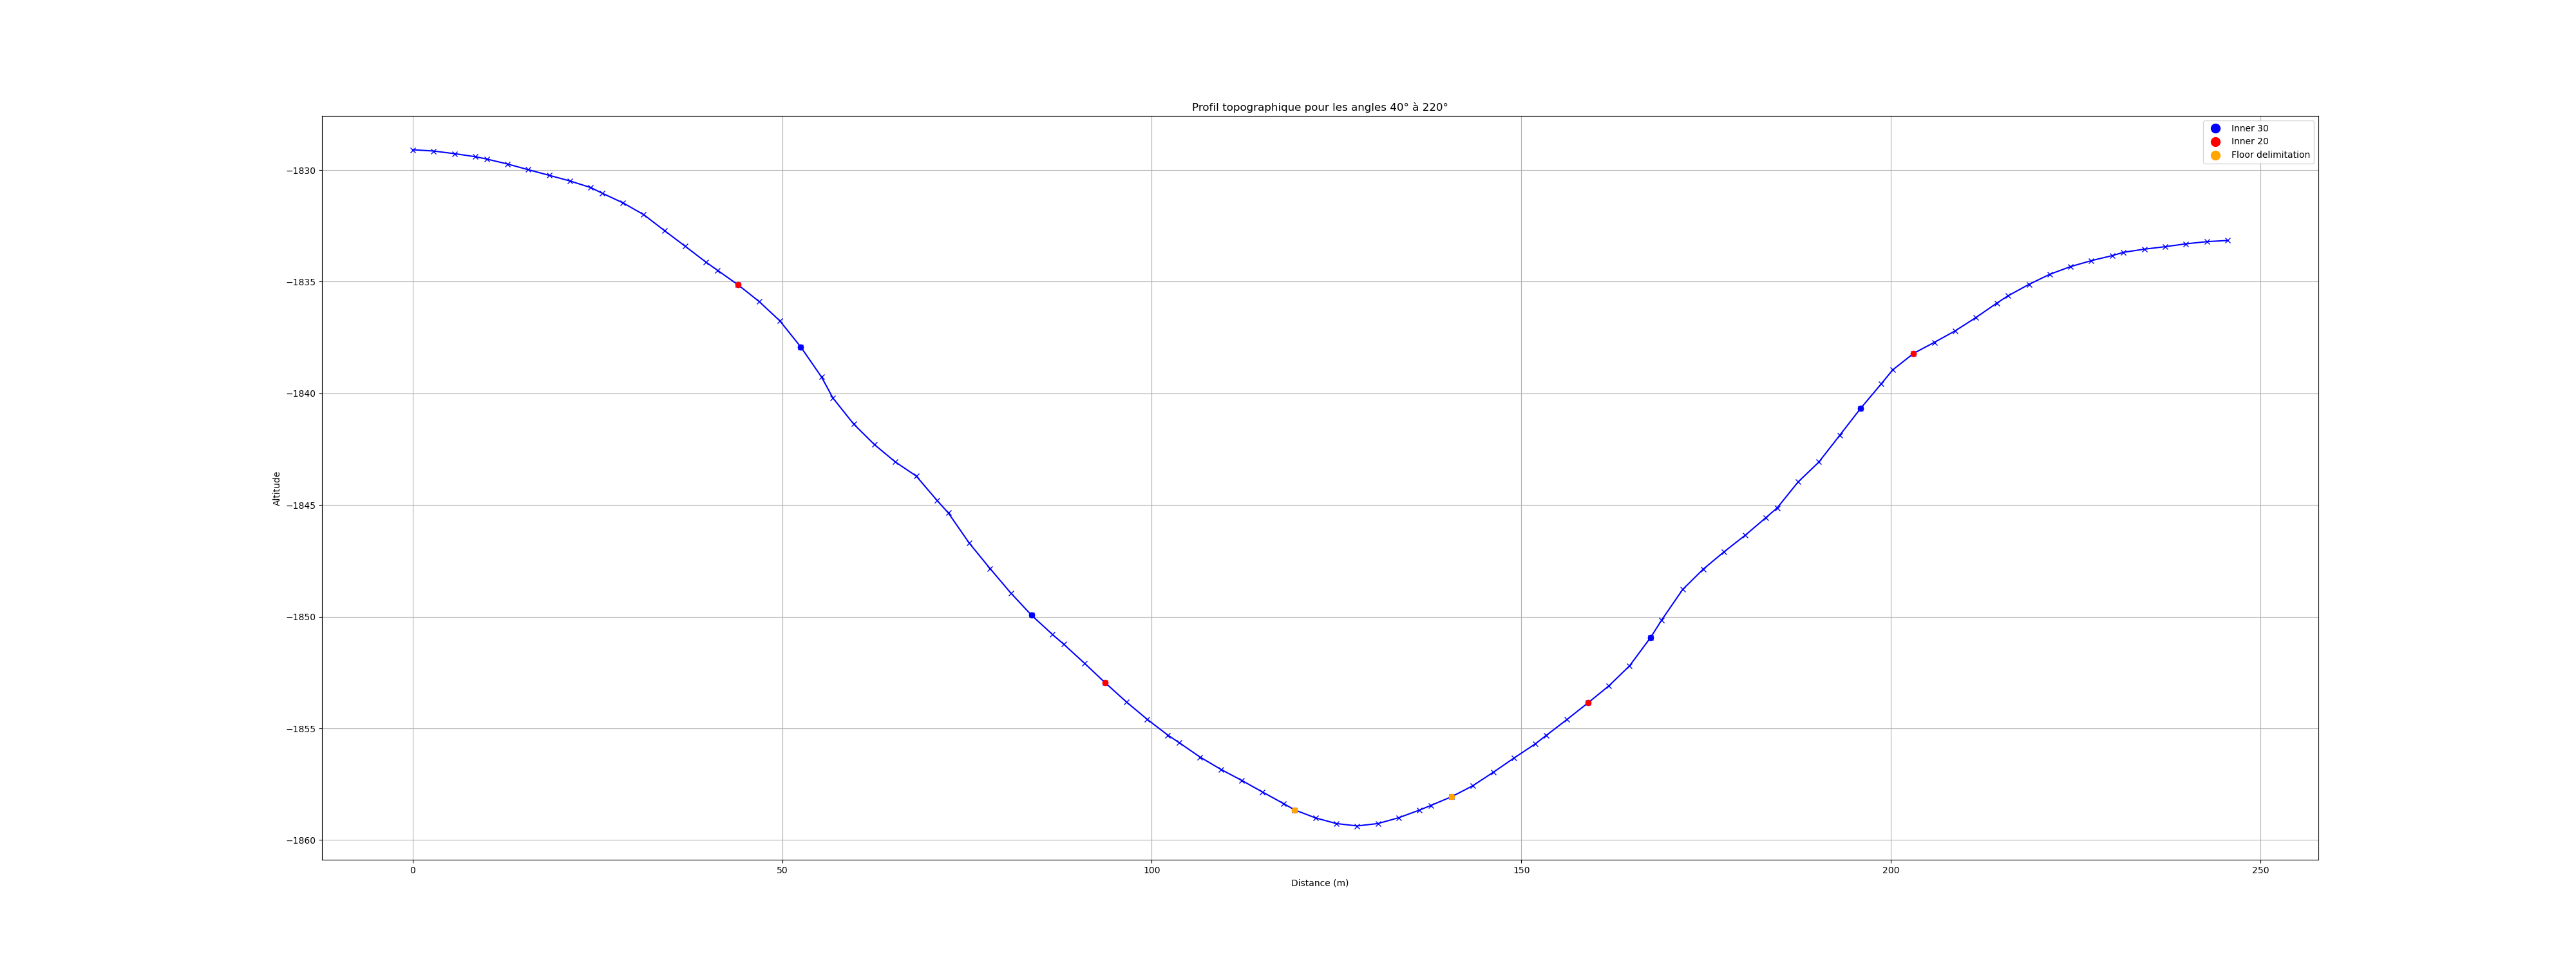 Profil topographique pour les angles 40° à 220°
Inner 30
Inner 20
Floor delimitation
−1830
−1835
−1840
−1845
−1850
−1855
−1860
Altitude
0
50
100
150
200
250
Distance (m)